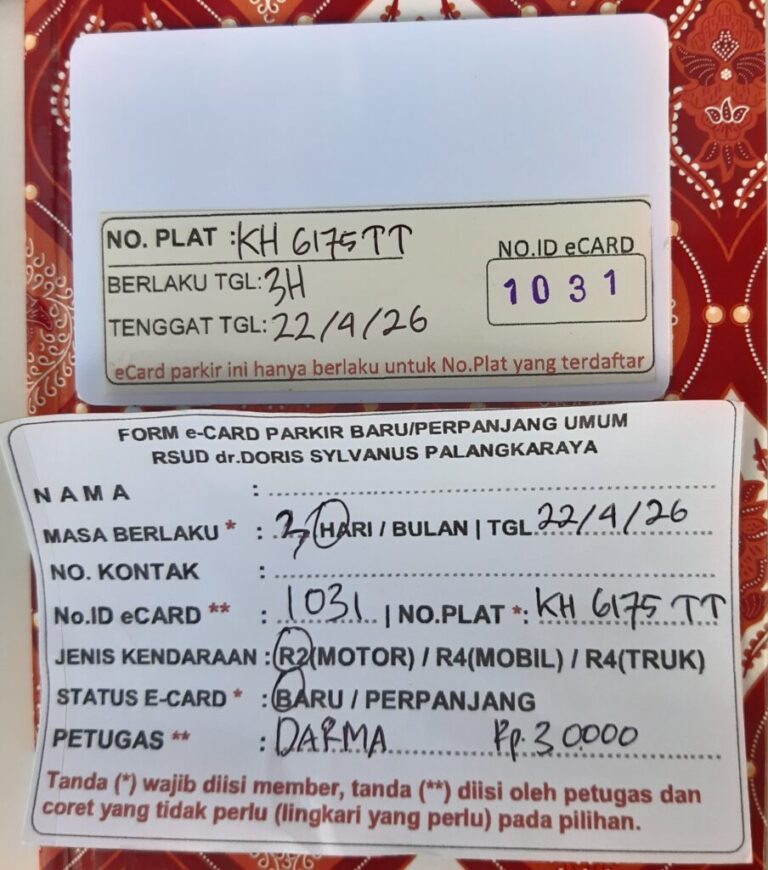 NO. PLAT : KH 6175 TT
BERLAKU TGL: 3H
TENGGAT TGL: 22/4/26
NO.ID eCARD
1031
eCard parkir ini hanya berlaku untuk No.Plat yang terdaftar
FORM e-CARD PARKIR BARU/PERPANJANG UMUM
RSUD dr.DORIS SYLVANUS PALANGKARAYA
NAMA : ........................
MASA BERLAKU * : 3 HARI / BULAN | TGL 22/4/26
NO. KONTAK : ........................
No.ID eCARD ** : 1031 | NO.PLAT *: KH 6175 TT
JENIS KENDARAAN : R2(MOTOR) / R4(MOBIL) / R4(TRUK)
STATUS E-CARD * : BARU / PERPANJANG
PETUGAS ** : DARMA Rp. 30000
Tanda (*) wajib diisi member, tanda (**) diisi oleh petugas dan
coret yang tidak perlu (lingkari yang perlu) pada pilihan.